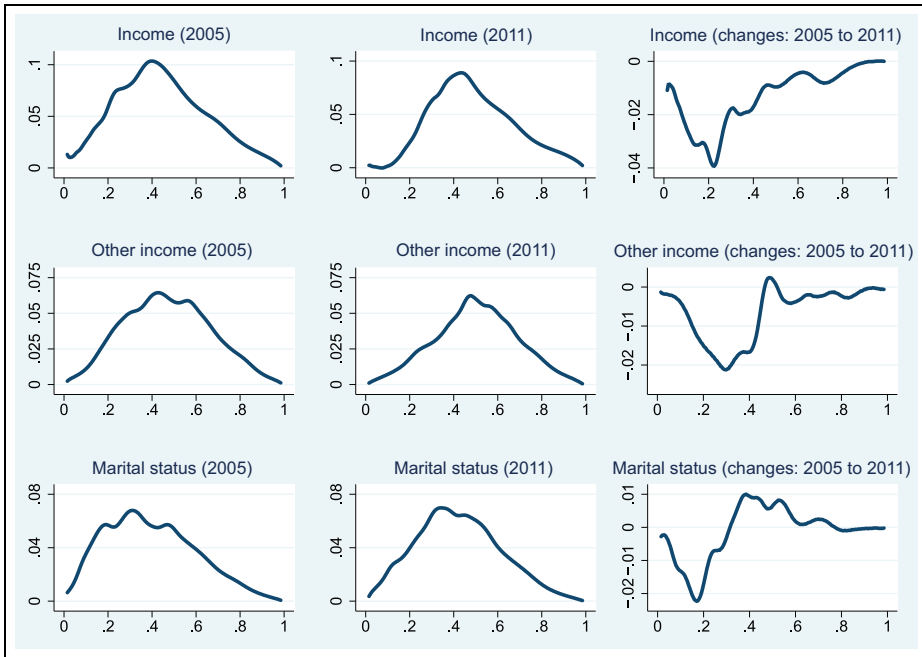 Income (2005)
0 .05 .1
0 .2 .4 .6 .8 1
Income (2011)
0 .05 .1
0 .2 .4 .6 .8 1
Income (changes: 2005 to 2011)
-.04 -.02 0
0 .2 .4 .6 .8 1
Other income (2005)
0 .025 .05 .075
0 .2 .4 .6 .8 1
Other income (2011)
0 .025 .05 .075
0 .2 .4 .6 .8 1
Other income (changes: 2005 to 2011)
-.02 -.01 0
0 .2 .4 .6 .8 1
Marital status (2005)
0 .04 .08
0 .2 .4 .6 .8 1
Marital status (2011)
0 .04 .08
0 .2 .4 .6 .8 1
Marital status (changes: 2005 to 2011)
-.02 -.01 0 .01
0 .2 .4 .6 .8 1